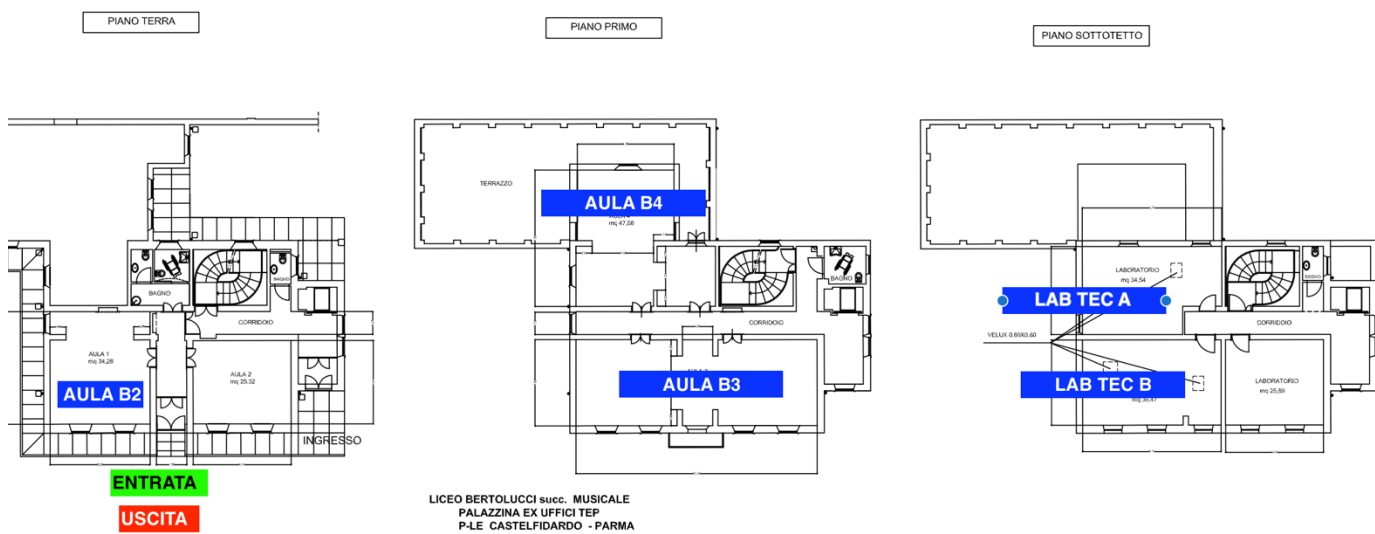 PIANO TERRA
BAGNO
BAGNO
CORRIDOIO
AULA 1
mq 34,28
AULA 2
mq 25,32
AULA B2
INGRESSO
ENTRATA
USCITA
PIANO PRIMO
TERRAZZO
AULA B4
mq 47,56
BAGNO
CORRIDOIO
AULA B3
LICEO BERTOLUCCI succ. MUSICALE
PALAZZINA EX UFFICI TEP
P-LE CASTELFIDARDO - PARMA
PIANO SOTTOTETTO
LABORATORIO
mq 34,54
BAGNO
LAB TEC A
CORRIDOIO
VELUX 0.60X0.60
LAB TEC B
LABORATORIO
mq 25,89